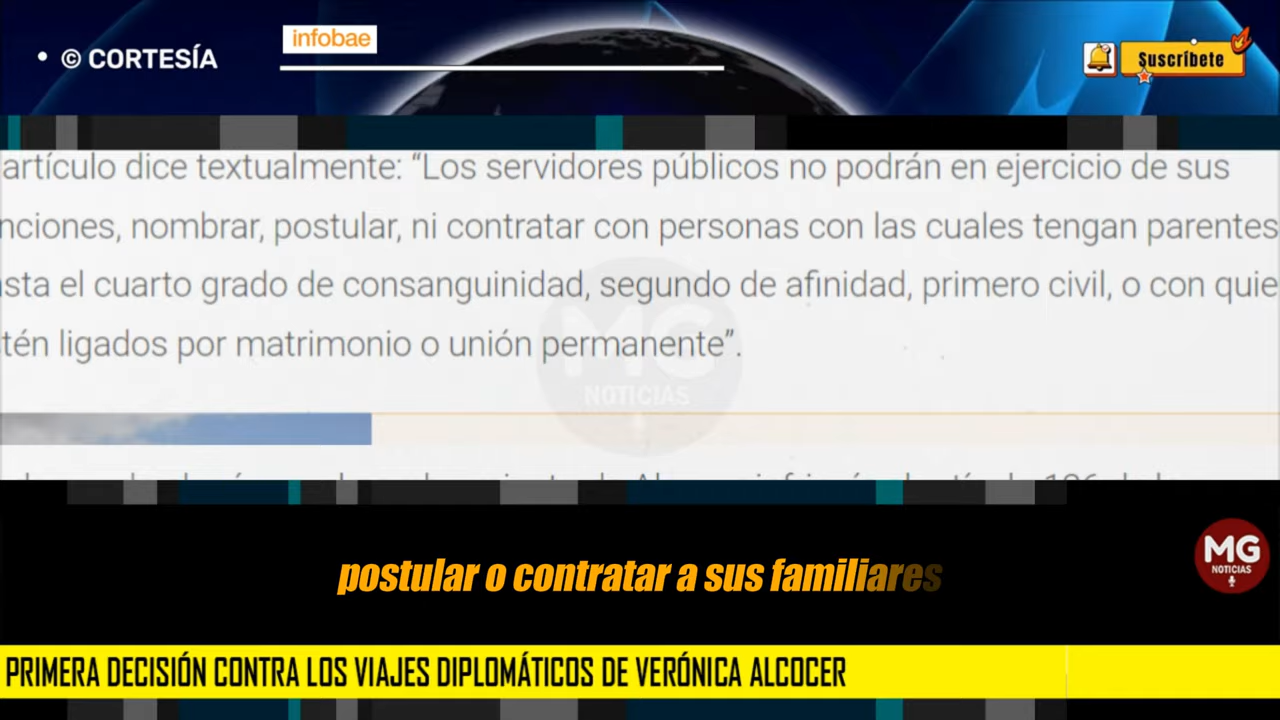 © CORTESÍA
infobae
Suscríbete
artículo dice textualmente: “Los servidores públicos no podrán en ejercicio de sus
nciones, nombrar, postular, ni contratar con personas con las cuales tengan parentes
sta el cuarto grado de consanguinidad, segundo de afinidad, primero civil, o con quie
tén ligados por matrimonio o unión permanente”.
MG
NOTICIAS
postular o contratar a sus familiares
MG
NOTICIAS
PRIMERA DECISIÓN CONTRA LOS VIAJES DIPLOMÁTICOS DE VERÓNICA ALCOCER